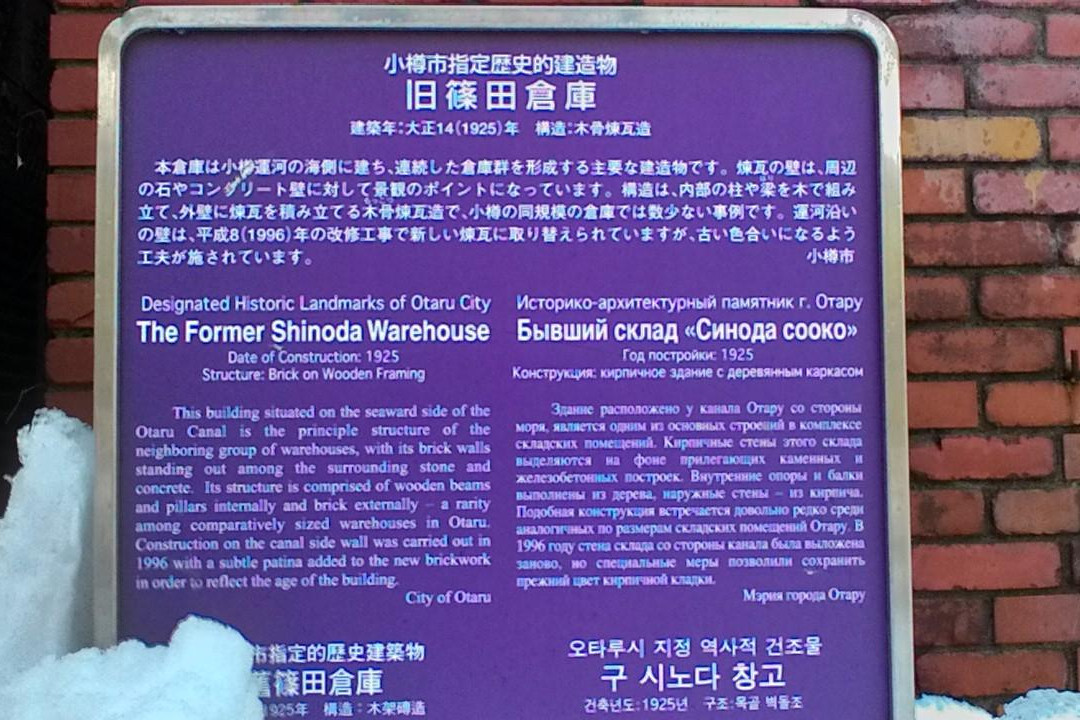 小樽市指定歴史的建造物
旧篠田倉庫
建築年:大正14(1925)年 構造:木骨煉瓦造
本倉庫は小樽運河の海側に建ち、連続した倉庫群を形成する主要な建造物です。煉瓦の壁は、周辺
の石やコンクリート壁に対して景観のポイントになっています。構造は、内部の柱や梁を木で組み
立て、外壁に煉瓦を積み立てる木骨煉瓦造で、小樽の同規模の倉庫では数少ない事例です。運河沿い
の壁は、平成8(1996)年の改修工事で新しい煉瓦に取り替えられていますが、古い色合いになるよう
工夫が施されています。 小樽市
Designated Historic Landmarks of Otaru City
The Former Shinoda Warehouse
Date of Construction: 1925
Structure: Brick on Wooden Framing
This building situated on the seaward side of the
Otaru Canal is the principle structure of the
neighboring group of warehouses, with its brick walls
standing out among the surrounding stone and
concrete. Its structure is comprised of wooden beams
and pillars internally and brick externally – a rarity
among comparatively sized warehouses in Otaru.
Construction on the canal side wall was carried out in
1996 with a subtle patina added to the new brickwork
in order to reflect the age of the building.
City of Otaru
Историко-архитектурный памятник г. Отару
Бывший склад «Синода сооко»
Год постройки: 1925
Конструкция: кирпичное здание с деревянным каркасом
Здание расположено у канала Отару со стороны
моря, является одним из основных строений в комплексе
складских помещений. Кирпичные стены этого склада
выделяются на фоне прилегающих каменных и
железобетонных построек. Внутренние опоры и балки
выполнены из дерева, наружные стены – из кирпича.
Подобная конструкция встречается довольно редко среди
аналогичных по размерам складских помещений Отару. В
1996 году стена склада со стороны канала была выложена
заново, но специальные меры позволили сохранить
прежний цвет кирпичной кладки.
Мэрия города Отару
市指定的歷史建築物
舊篠田倉庫
1925年 構造:木架磚造
오타루시 지정 역사적 건조물
구 시노다 창고
건축년도:1925년 구조:목골 벽돌조